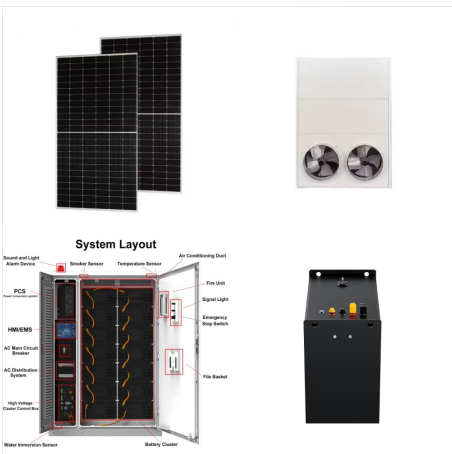 System Layout
Sound and Light
Alarm Device
Smoker Sensor
Temperature Sensor
Air Conditioning Duct
PCS
Power conversion system
HMI/EMS
AC Main Circuit
Breaker
AC Distribution
System
High Voltage
Cluster Control Box
Water Immersion Sensor
Battery Cluster
Fire Unit
Signal Light
Emergency
Stop Switch
File Basket